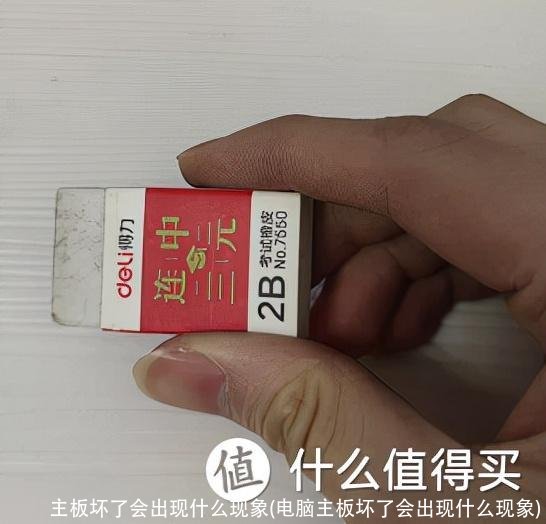 deli得力
连中三元
2B
考试橡皮
No.7650
值 什么值得买
主板坏了会出现什么现象(电脑主板坏了会出现什么现象)